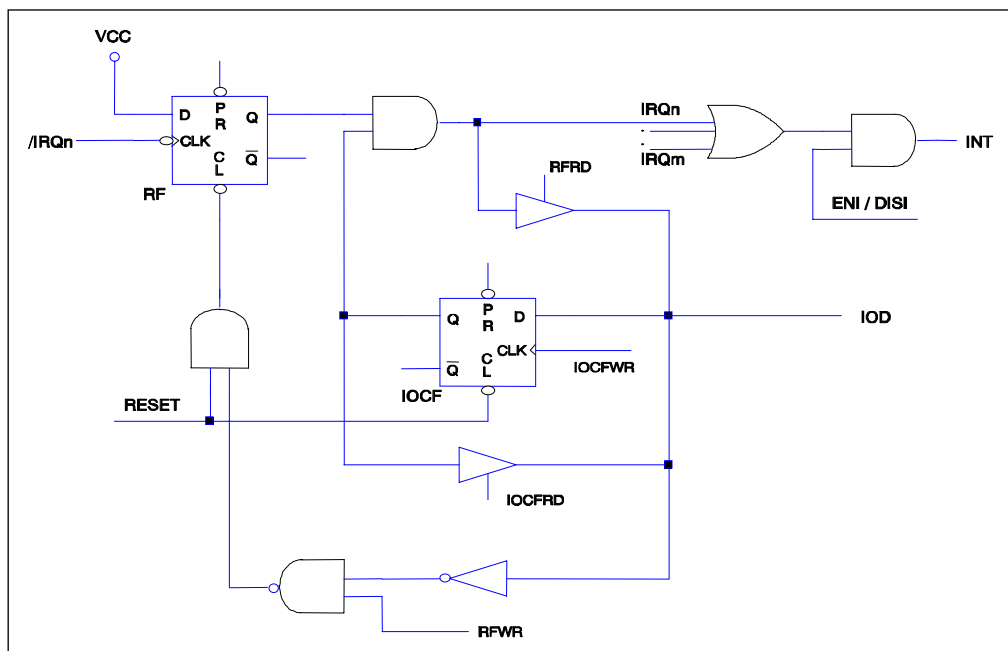 VCC
D
P
R
Q
/IRQn
CLK
C
L
Q
RF
IRQn
:
IRQm
INT
RFRD
ENI / DISI
Q
P
R
D
IOD
CLK
Q
C
L
IOCF
IOCFWR
RESET
IOCFRD
RFWR